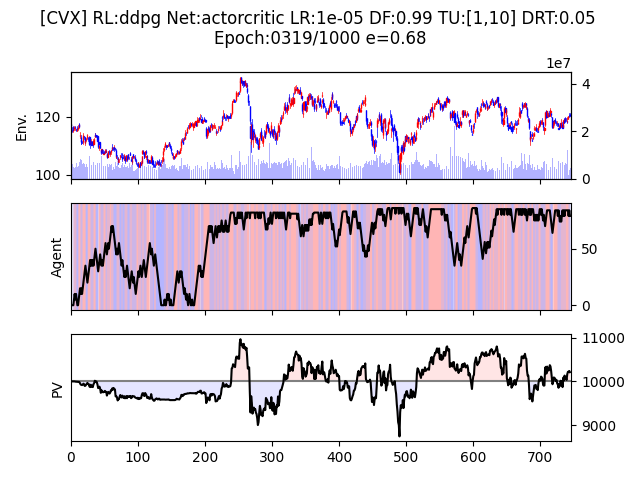 [CVX] RL:ddpg Net:actorcritic LR:1e-05 DF:0.99 TU:[1,10] DRT:0.05
Epoch:0319/1000 e=0.68
1e7
Env.
120
100
4
2
0
Agent
50
0
PV
11000
10000
9000
0 100 200 300 400 500 600 700